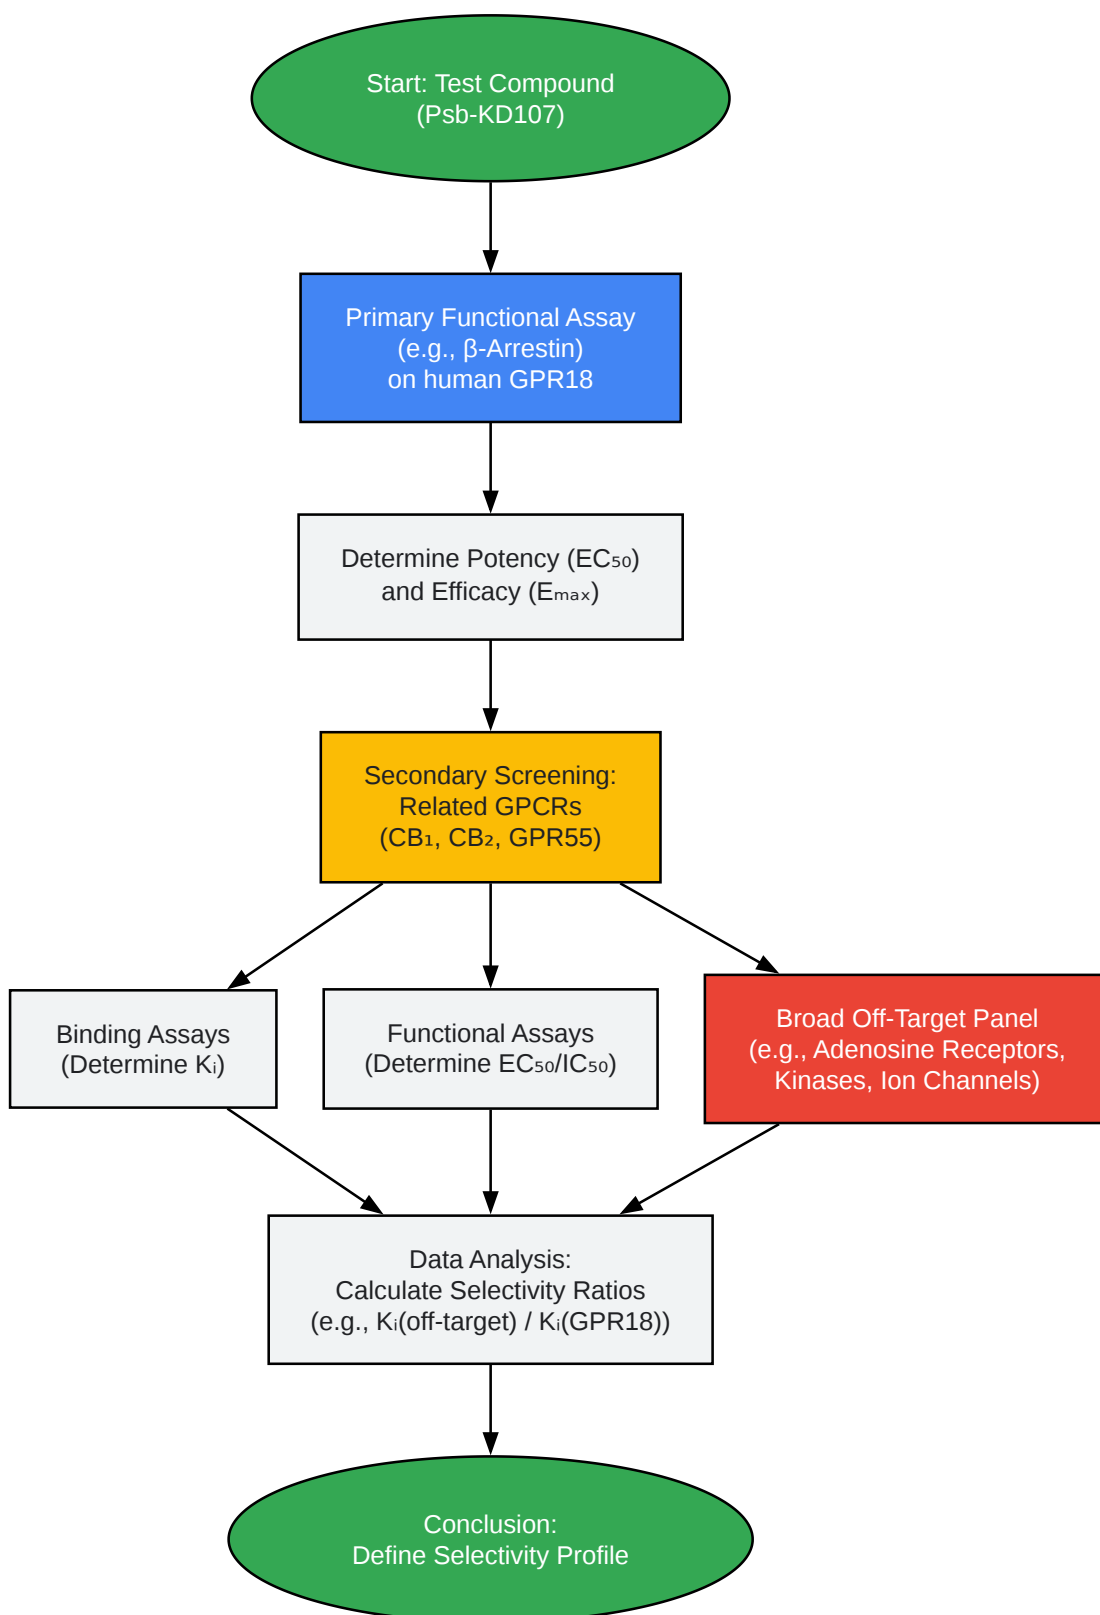 Start: Test Compound
(Psb-KD107)
Primary Functional Assay
(e.g., β-Arrestin)
on human GPR18
Determine Potency (EC₅₀)
and Efficacy (Eₘₐₓ)
Secondary Screening:
Related GPCRs
(CB₁, CB₂, GPR55)
Binding Assays
(Determine Kᵢ)
Functional Assays
(Determine EC₅₀/IC₅₀)
Broad Off-Target Panel
(e.g., Adenosine Receptors,
Kinases, Ion Channels)
Data Analysis:
Calculate Selectivity Ratios
(e.g., Kᵢ(off-target) / Kᵢ(GPR18))
Conclusion:
Define Selectivity Profile